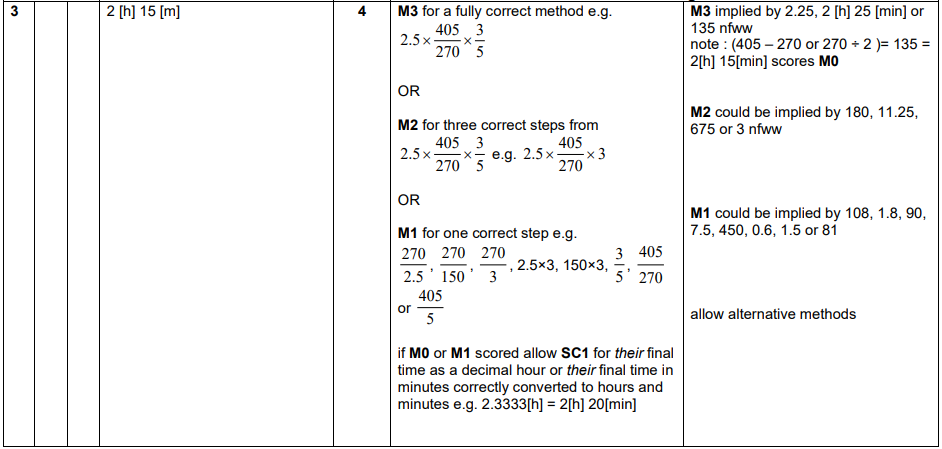 3 2 [h] 15 [m] 4 M3 for a fully correct method e.g.
2.5 × 405/270 × 3/5
OR
M2 for three correct steps from
2.5 × 405/270 × 3/5 e.g. 2.5 × 405/270 × 3
OR
M1 for one correct step e.g.
270/2.5, 270/150, 270/3, 2.5×3, 150×3, 3/5, 405/270
or 405/5
if M0 or M1 scored allow SC1 for their final
time as a decimal hour or their final time in
minutes correctly converted to hours and
minutes e.g. 2.3333[h] = 2[h] 20[min]
M3 implied by 2.25, 2 [h] 25 [min] or
135 nfww
note : (405 – 270 or 270 ÷ 2 )= 135 =
2[h] 15[min] scores M0
M2 could be implied by 180, 11.25,
675 or 3 nfww
M1 could be implied by 108, 1.8, 90,
7.5, 450, 0.6, 1.5 or 81
allow alternative methods